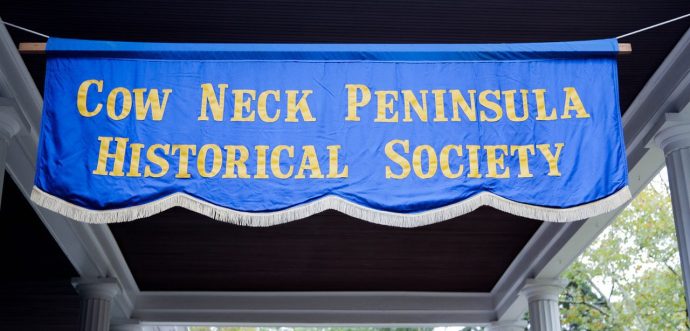 Cow Neck Peninsula
Historical Society